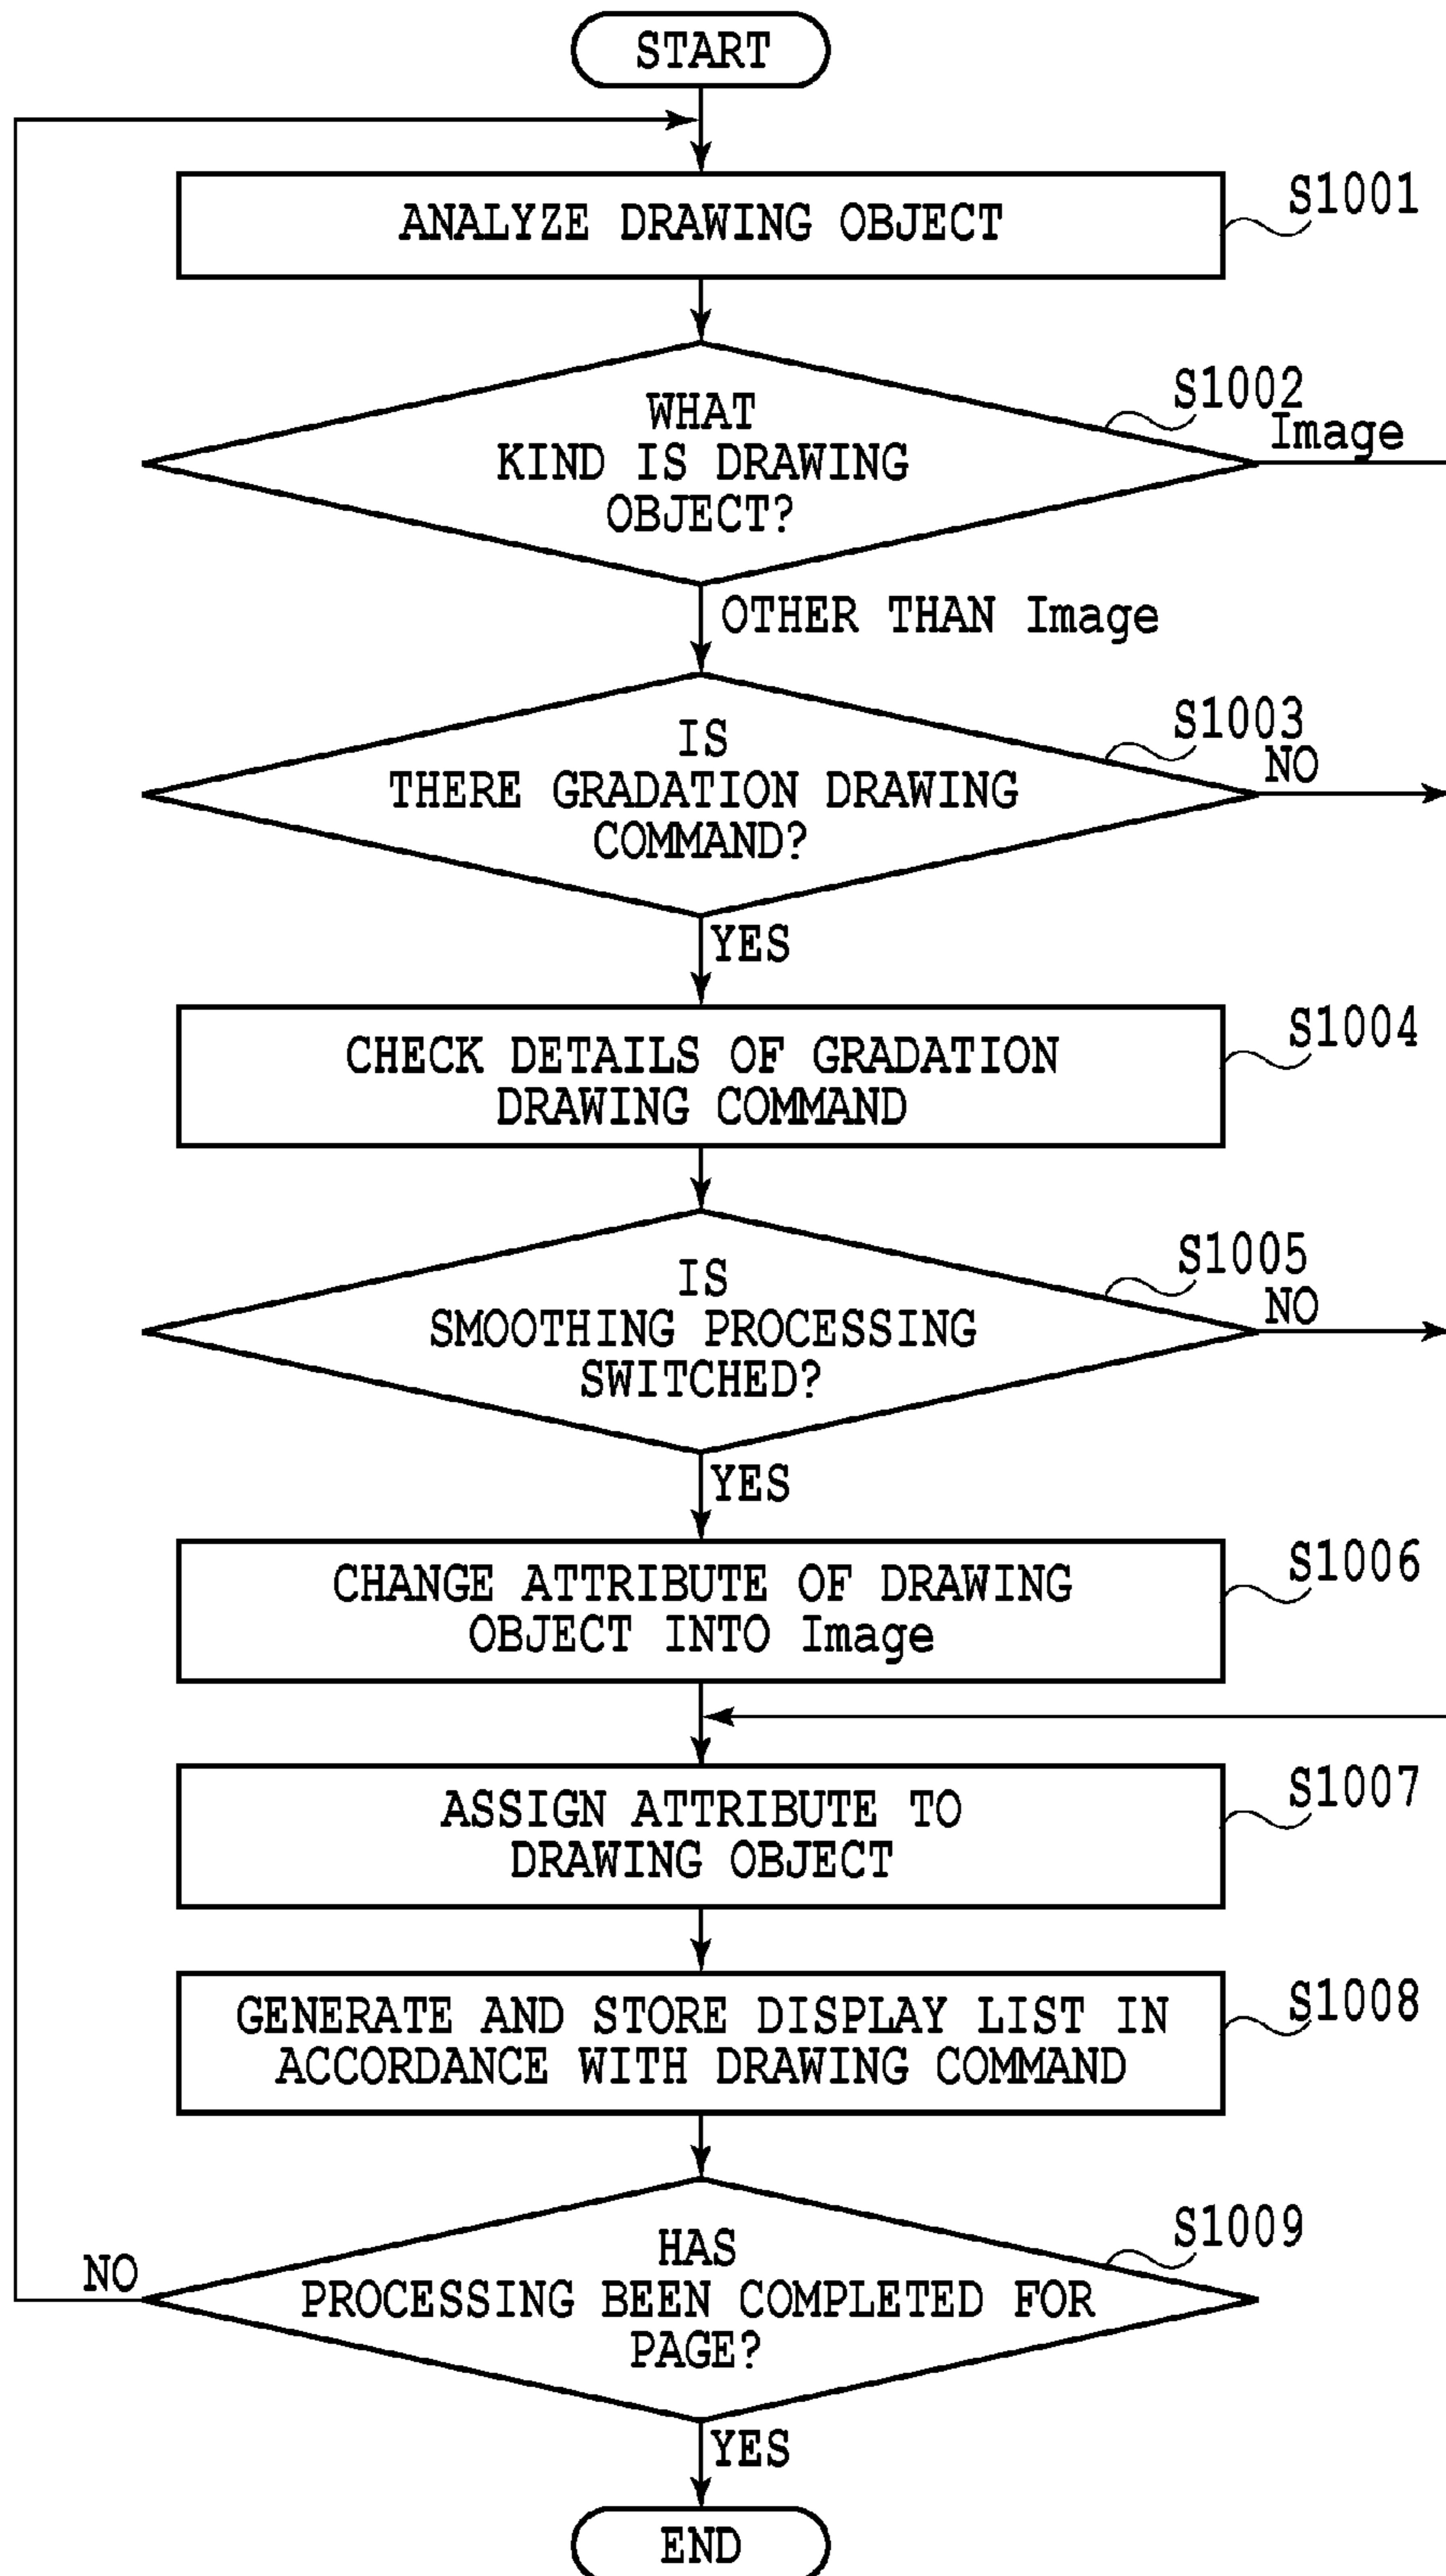 START
ANALYZE DRAWING OBJECT
S1001
WHAT
KIND IS DRAWING
OBJECT?
S1002
Image
OTHER THAN Image
IS
THERE GRADATION DRAWING
COMMAND?
S1003
NO
YES
CHECK DETAILS OF GRADATION
DRAWING COMMAND
S1004
IS
SMOOTHING PROCESSING
SWITCHED?
S1005
NO
YES
CHANGE ATTRIBUTE OF DRAWING
OBJECT INTO Image
S1006
ASSIGN ATTRIBUTE TO
DRAWING OBJECT
S1007
GENERATE AND STORE DISPLAY LIST IN
ACCORDANCE WITH DRAWING COMMAND
S1008
HAS
PROCESSING BEEN COMPLETED FOR
PAGE?
S1009
NO
YES
END